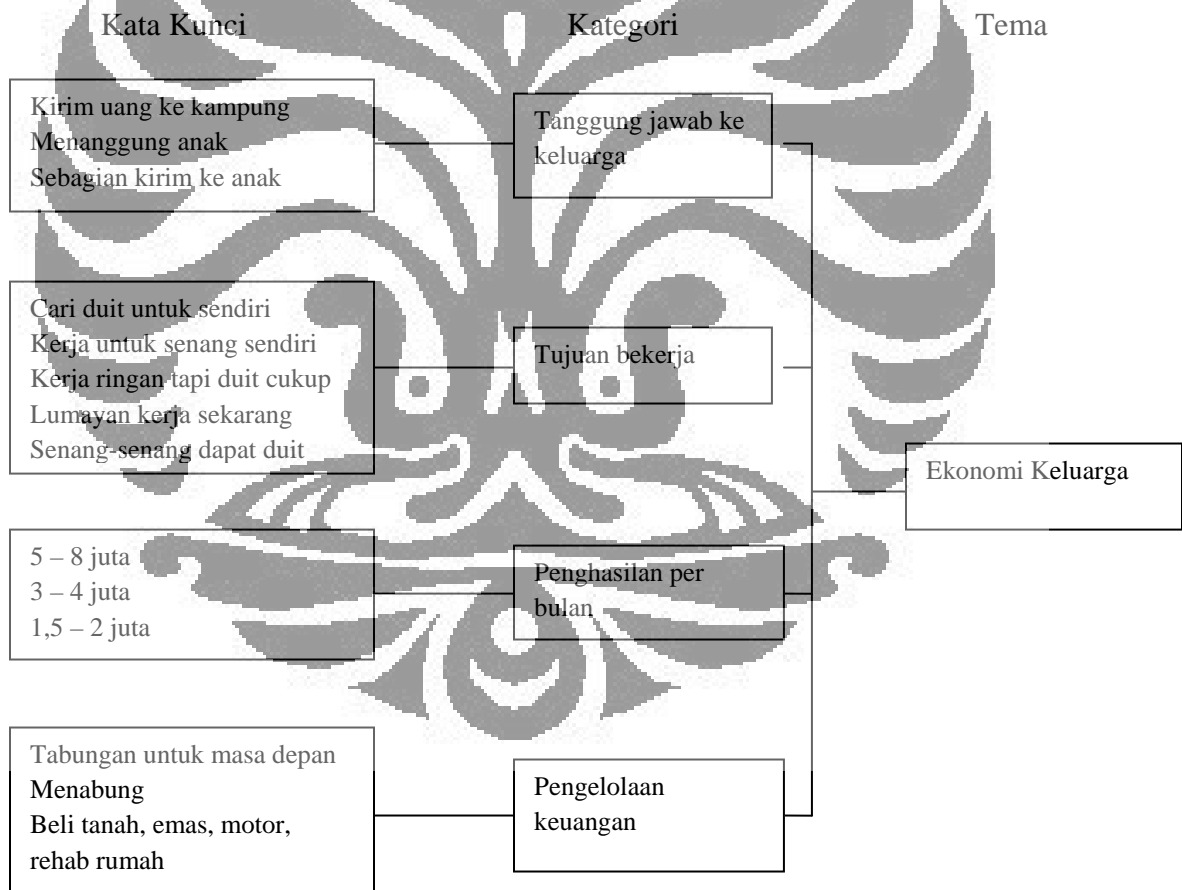 Kata Kunci
Kategori
Tema
Kirim uang ke kampung
Menanggung anak
Sebagian kirim ke anak
Tanggung jawab ke
keluarga
Cari duit untuk sendiri
Kerja untuk senang sendiri
Kerja ringan tapi duit cukup
Lumayan kerja sekarang
Senang-senang dapat duit
Tujuan bekerja
Ekonomi Keluarga
5 – 8 juta
3 – 4 juta
1,5 – 2 juta
Penghasilan per
bulan
Tabungan untuk masa depan
Menabung
Beli tanah, emas, motor,
rehab rumah
Pengelolaan
keuangan